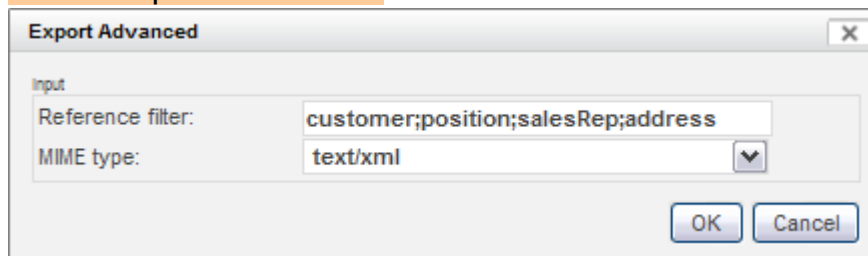 Export Advanced
Input
Reference filter: customer;position;salesRep;address
MIME type: text/xml
OK Cancel